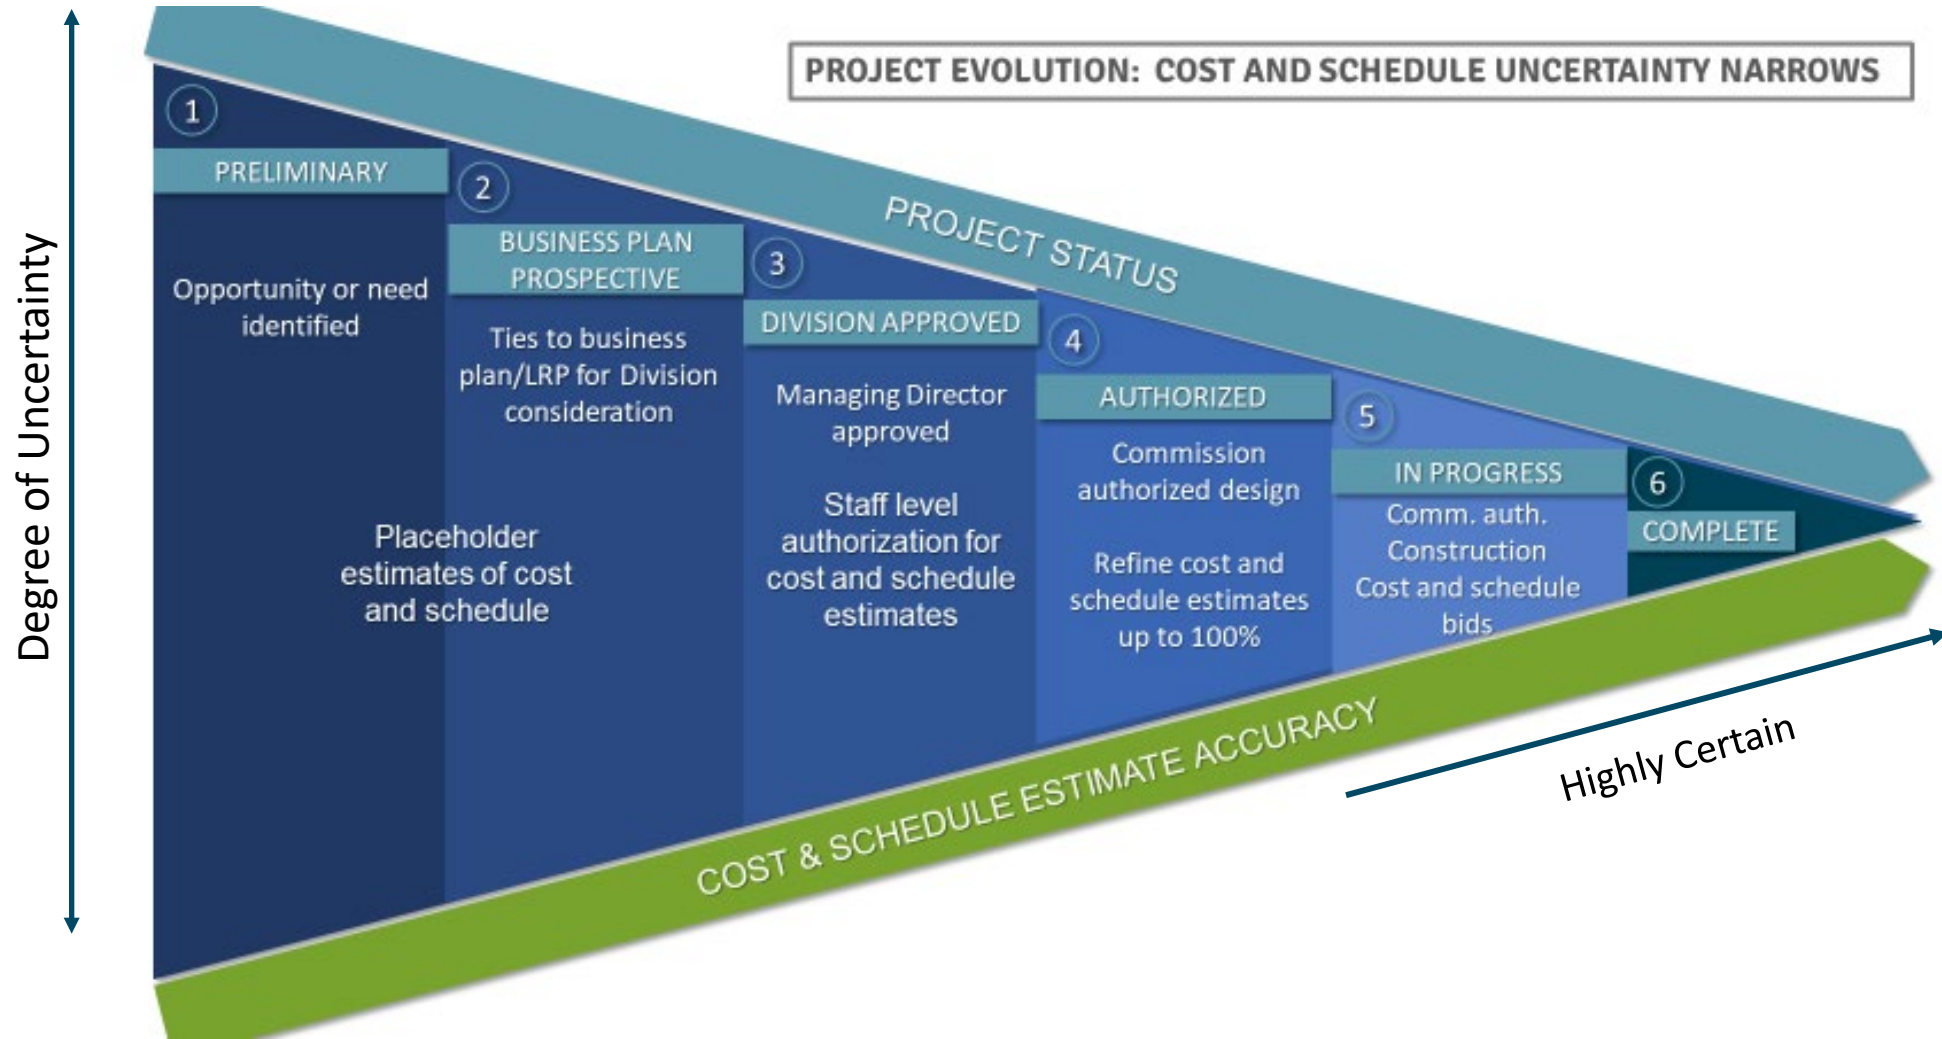 PROJECT EVOLUTION: COST AND SCHEDULE UNCERTAINTY NARROWS
Degree of Uncertainty
PROJECT STATUS
1
PRELIMINARY
Opportunity or need
identified
2
BUSINESS PLAN
PROSPECTIVE
Ties to business
plan/LRP for Division
consideration
Placeholder
estimates of cost
and schedule
3
DIVISION APPROVED
Managing Director
approved
Staff level
authorization for
cost and schedule
estimates
4
AUTHORIZED
Commission
authorized design
Refine cost and
schedule estimates
up to 100%
5
IN PROGRESS
Comm. auth.
Construction
Cost and schedule
bids
6
COMPLETE
COST & SCHEDULE ESTIMATE ACCURACY
Highly Certain